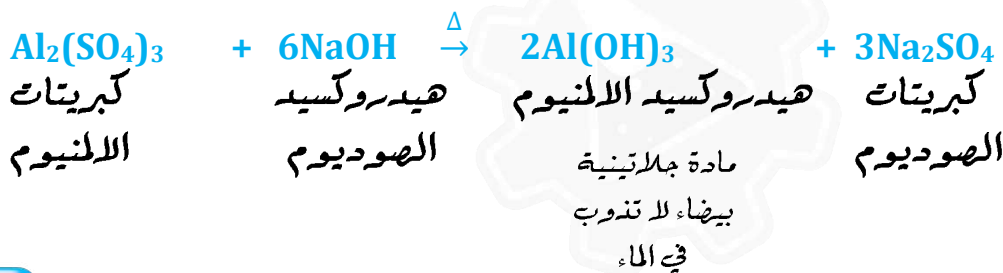 Al₂(SO₄)₃ + 6NaOH Δ→ 2Al(OH)₃ + 3Na₂SO₄
كبريتات هيدروكسيد هيدروكسيد الالمنيوم كبريتات
الالمنيوم الصوديوم مادة جلاتينية الصوديوم
بيضاء لا تذوب
في الماء